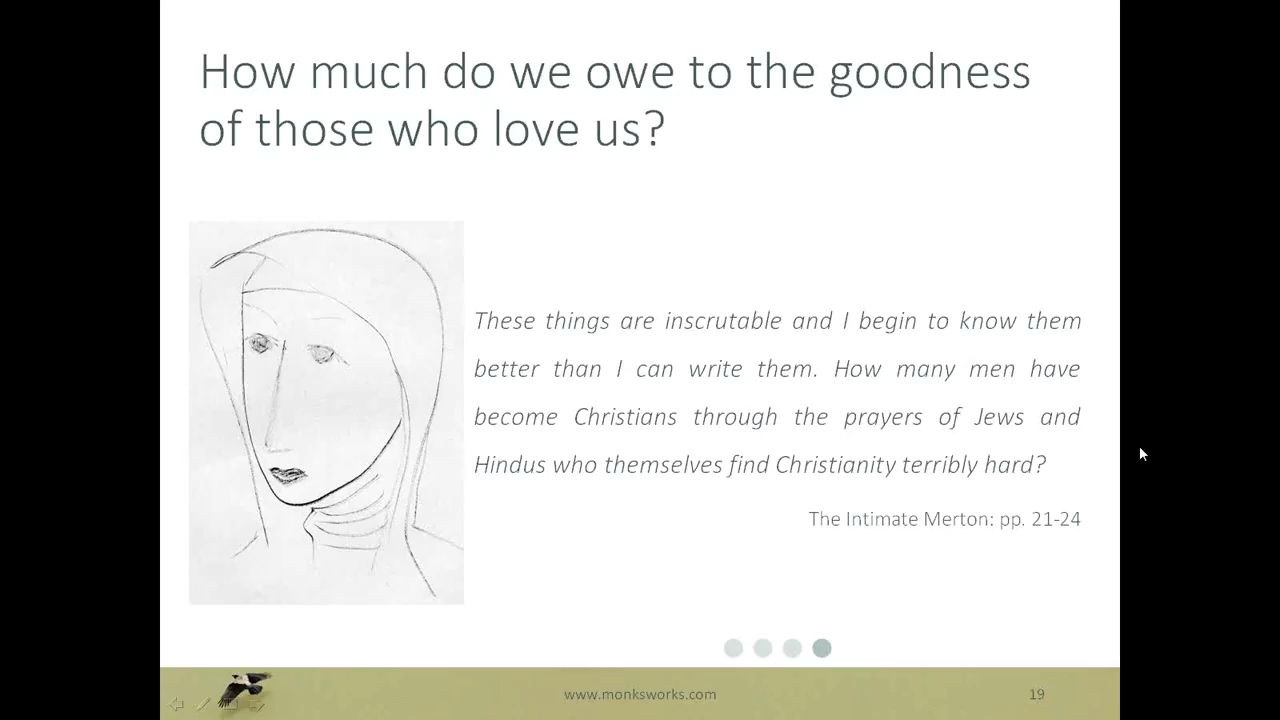 How much do we owe to the goodness
of those who love us?
These things are inscrutable and I begin to know them
better than I can write them. How many men have
become Christians through the prayers of Jews and
Hindus who themselves find Christianity terribly hard?
The Intimate Merton: pp. 21-24
www.monksworks.com
19